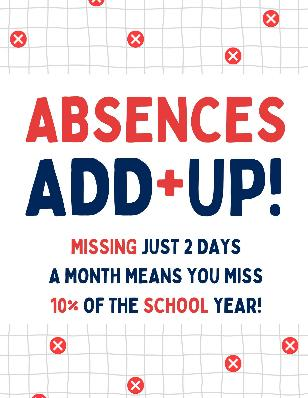 ABSENCES
ADD+UP!
MISSING JUST 2 DAYS
A MONTH MEANS YOU MISS
10% OF THE SCHOOL YEAR!